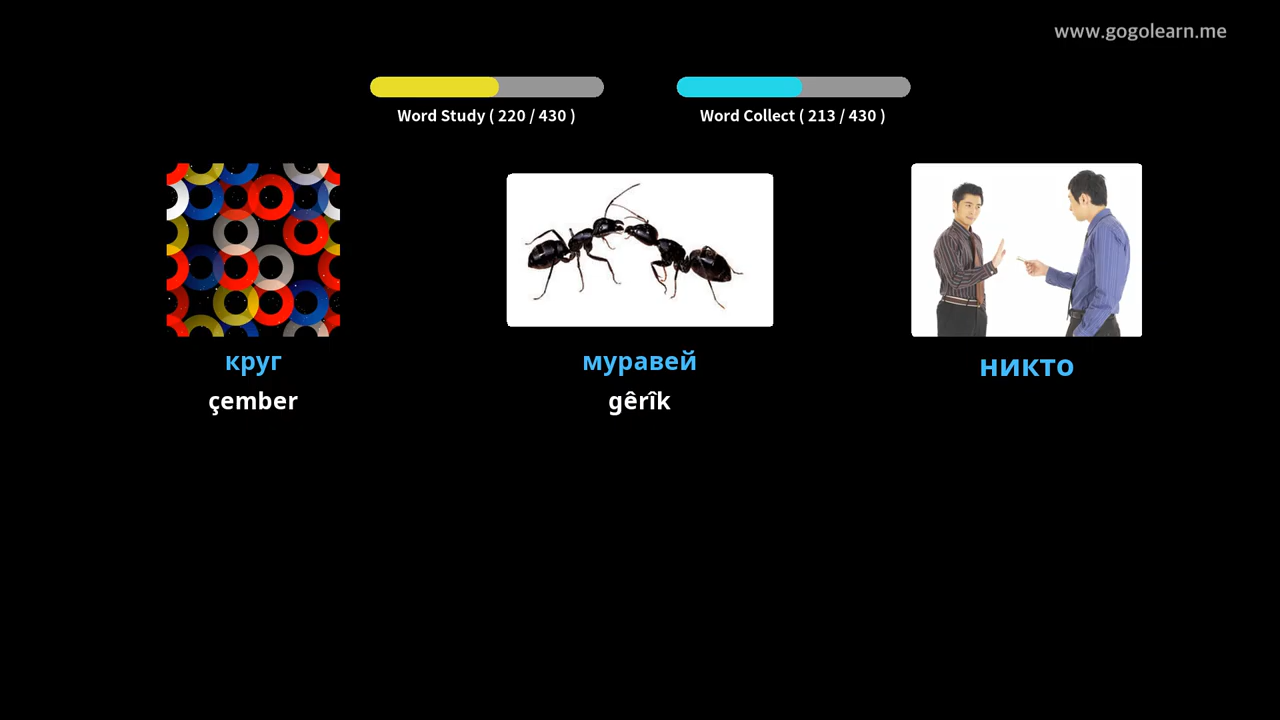 www.gogolearn.me
Word Study ( 220 / 430 )
Word Collect ( 213 / 430 )
круг
çember
муравей
gêrîk
никто